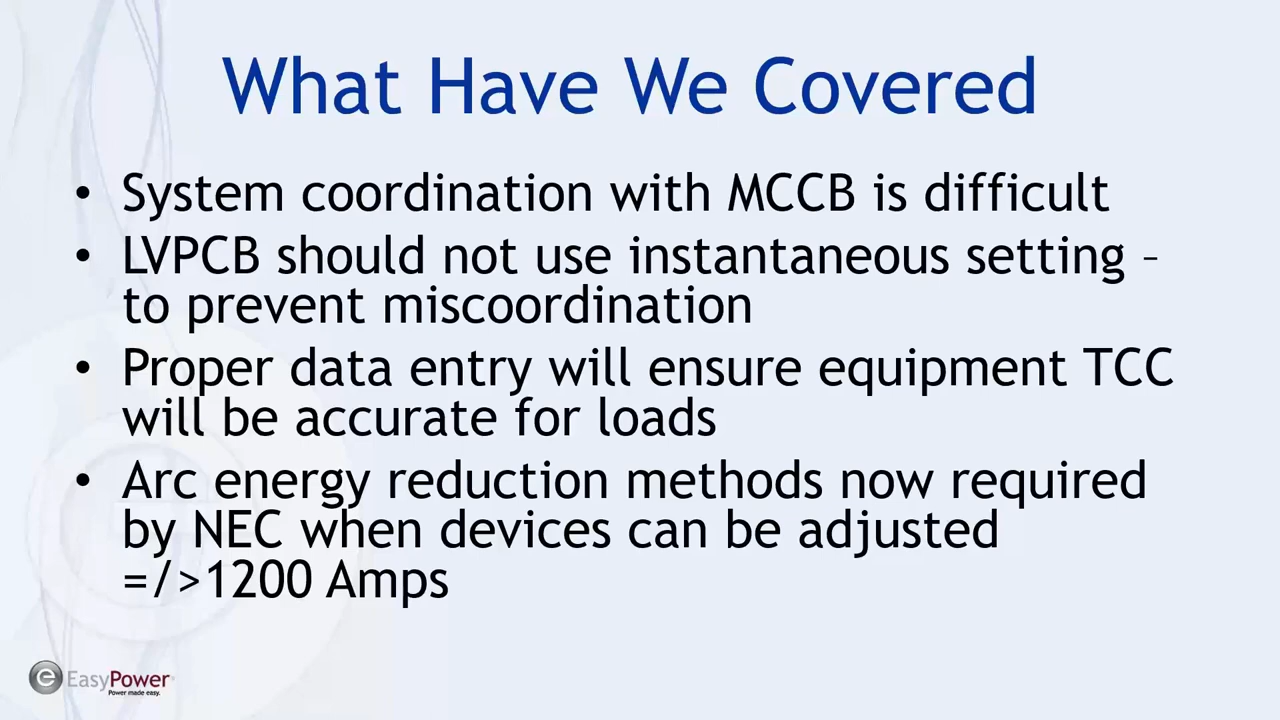 What Have We Covered
• System coordination with MCCB is difficult
• LVPCB should not use instantaneous setting –
to prevent miscoordination
• Proper data entry will ensure equipment TCC
will be accurate for loads
• Arc energy reduction methods now required
by NEC when devices can be adjusted
=/>1200 Amps
e EasyPower
Power made easy.